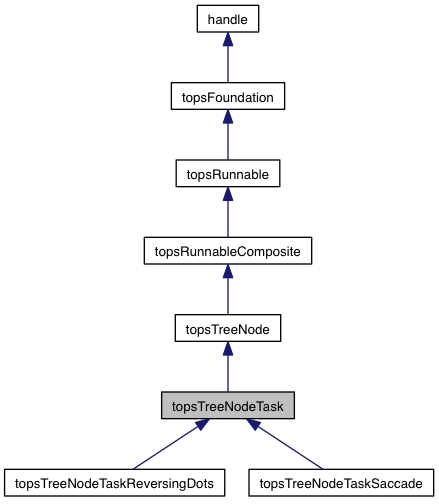 handle
topsFoundation
topsRunnable
topsRunnableComposite
topsTreeNode
topsTreeNodeTask
topsTreeNodeTaskReversingDots
topsTreeNodeTaskSaccade